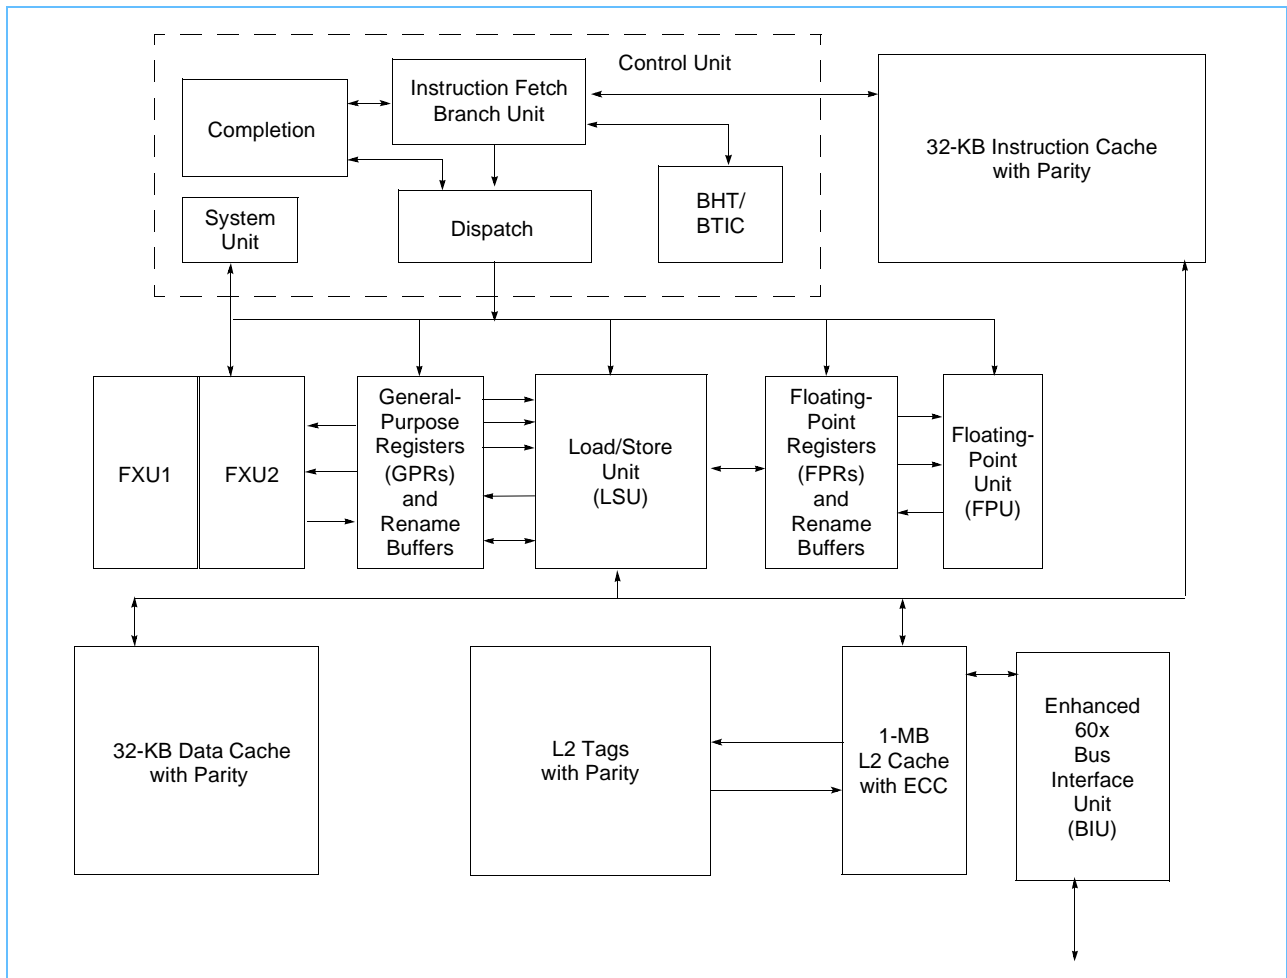 Control Unit
Instruction Fetch
Branch Unit
Completion
32-KB Instruction Cache
with Parity
System
Unit
Dispatch
BHT/
BTIC
FXU1
FXU2
General-
Purpose
Registers
(GPRs)
and
Rename
Buffers
Load/Store
Unit
(LSU)
Floating-
Point
Registers
(FPRs)
and
Rename
Buffers
Floating-
Point
Unit
(FPU)
32-KB Data Cache
with Parity
L2 Tags
with Parity
1-MB
L2 Cache
with ECC
Enhanced
60x
Bus
Interface
Unit
(BIU)